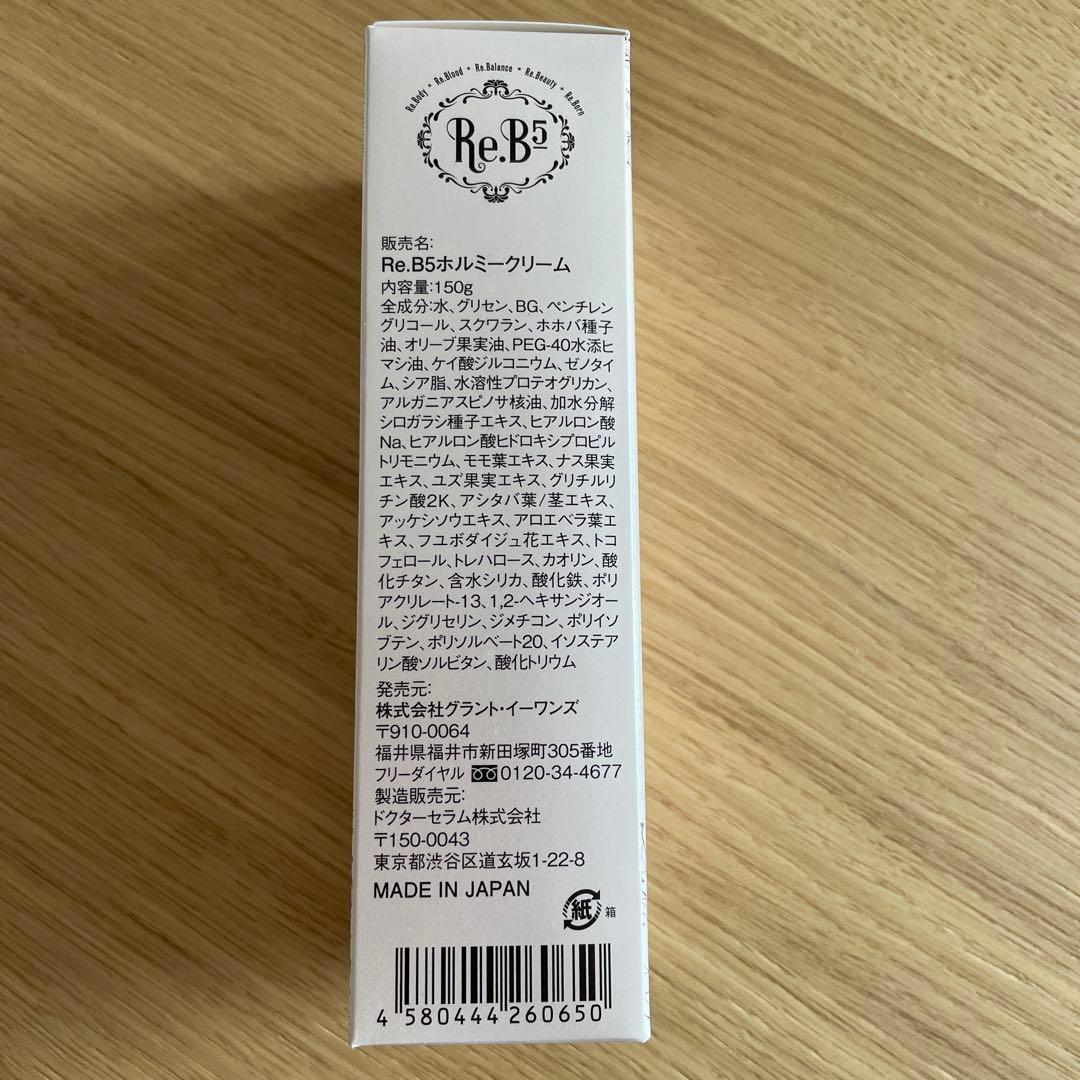 Re.Body * Re.Blood * Re.Balance * Re.Beauty * Re.Born
Re.B5
販売名:
Re.B5ホルミークリーム
内容量:150g
全成分:水、グリセン、BG、ペンチレン
グリコール、スクワラン、ホホバ種子
油、オリーブ果実油、PEG-40水添ヒ
マシ油、ケイ酸ジルコニウム、ゼノタイ
ム、シア脂、水溶性プロテオグリカン、
アルガニアスピノサ核油、加水分解
シロガラシ種子エキス、ヒアルロン酸
Na、ヒアルロン酸ヒドロキシプロピル
トリモニウム、モモ葉エキス、ナス果実
エキス、ユズ果実エキス、グリチルリ
チン酸2K、アシタバ葉/茎エキス、
アッケシソウエキス、アロエベラ葉エ
キス、フユボダイジュ花エキス、トコ
フェロール、トレハロース、カオリン、酸
化チタン、含水シリカ、酸化鉄、ポリ
アクリレート-13、1,2-ヘキサンジオー
ル、ジグリセリン、ジメチコン、ポリイソ
ブテン、ポリソルベート20、イソステア
リン酸ソルビタン、酸化トリウム
発売元:
株式会社グラント・イーワンズ
〒910-0064
福井県福井市新田塚町305番地
フリーダイヤル 0120-34-4677
製造販売元:
ドクターセラム株式会社
〒150-0043
東京都渋谷区道玄坂1-22-8
MADE IN JAPAN
紙 箱
4 580444 260650